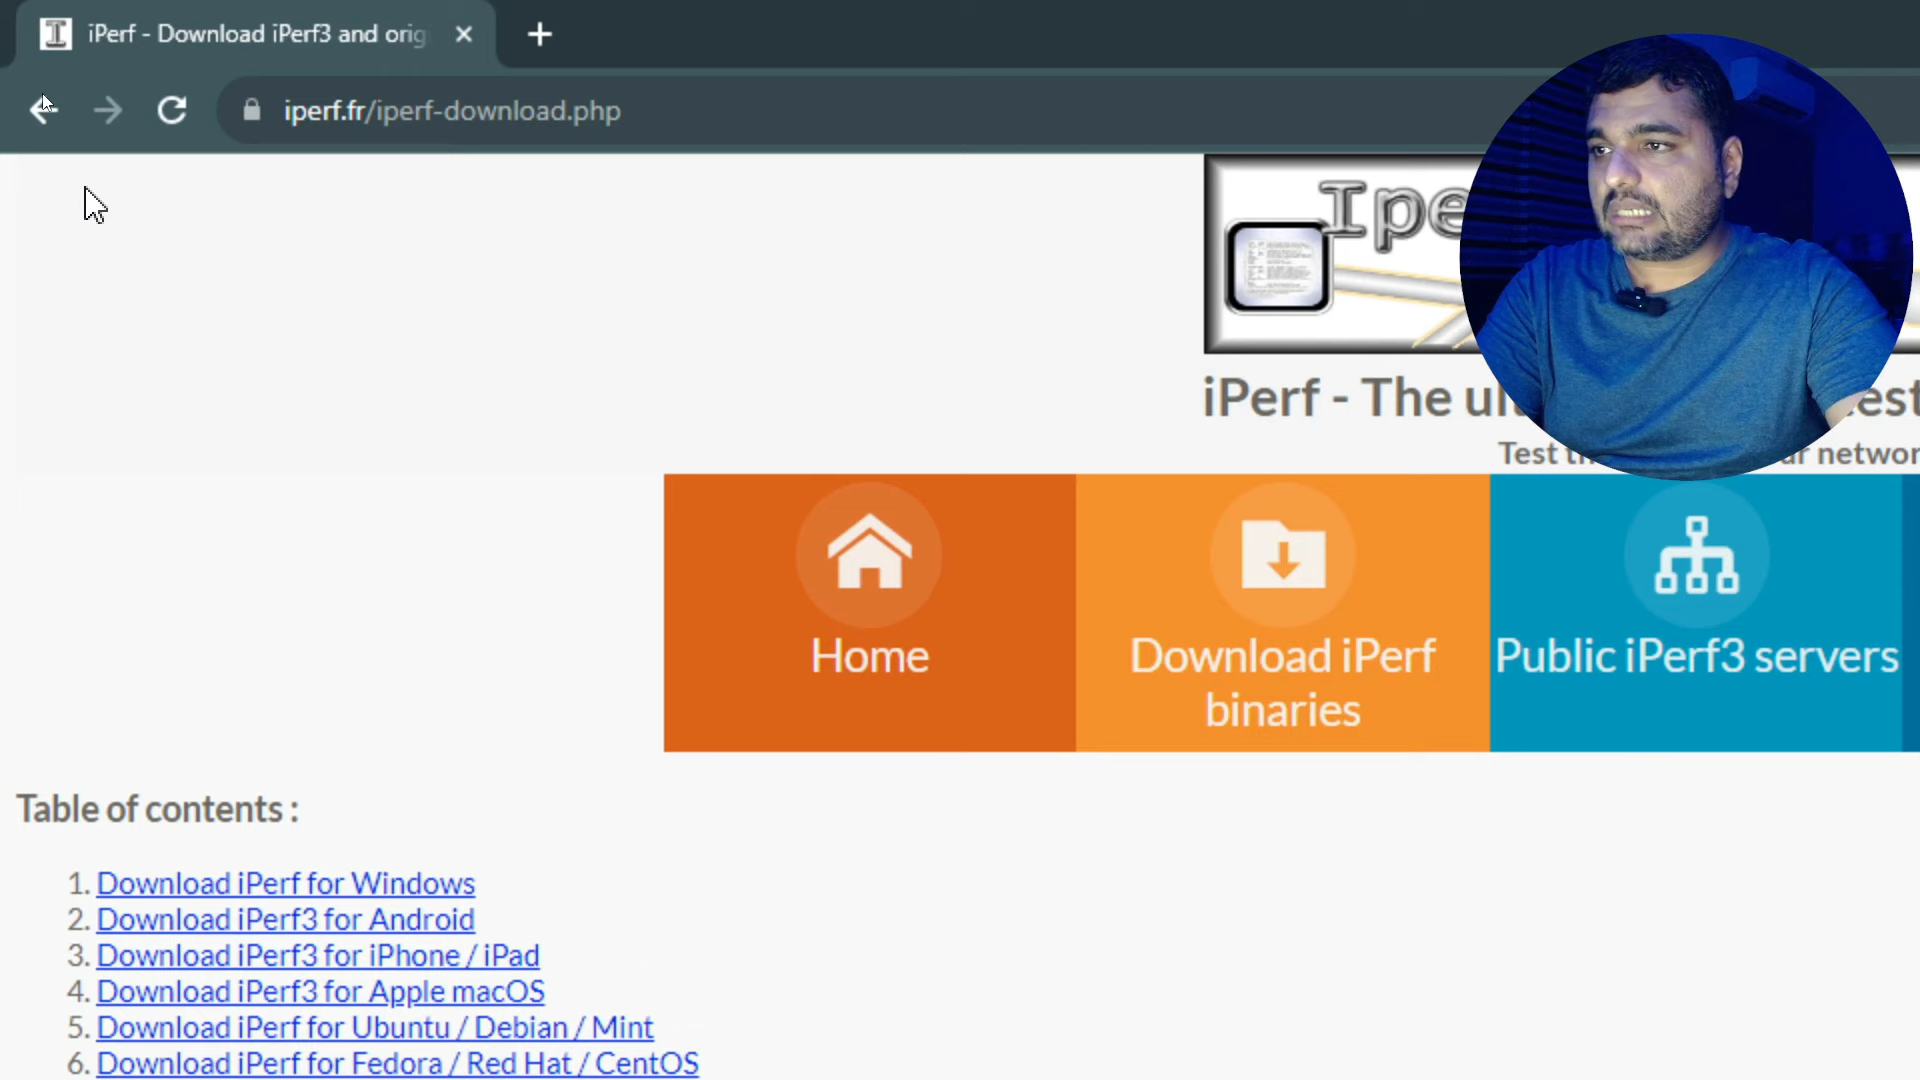 iPerf - Download iPerf3 and orig
iperf.fr/iperf-download.php
Ipe
iPerf - The ul est
Test networ
Home
Download iPerf
binaries
Public iPerf3 servers
Table of contents :
1. Download iPerf for Windows
2. Download iPerf3 for Android
3. Download iPerf3 for iPhone / iPad
4. Download iPerf3 for Apple macOS
5. Download iPerf for Ubuntu / Debian / Mint
6. Download iPerf for Fedora / Red Hat / CentOS